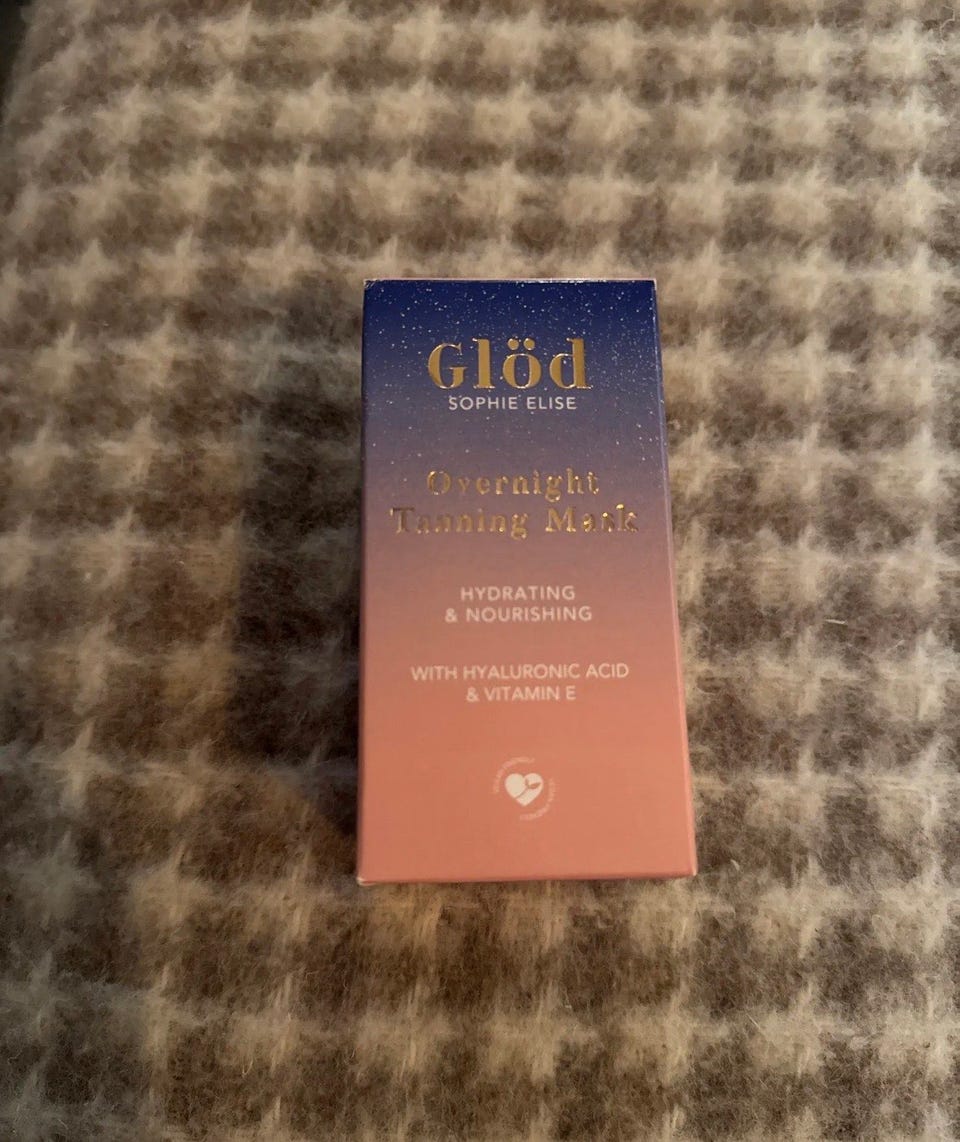 Glöd
SOPHIE ELISE
Overnight
Tanning Mask
HYDRATING
& NOURISHING
WITH HYALURONIC ACID
& VITAMIN E